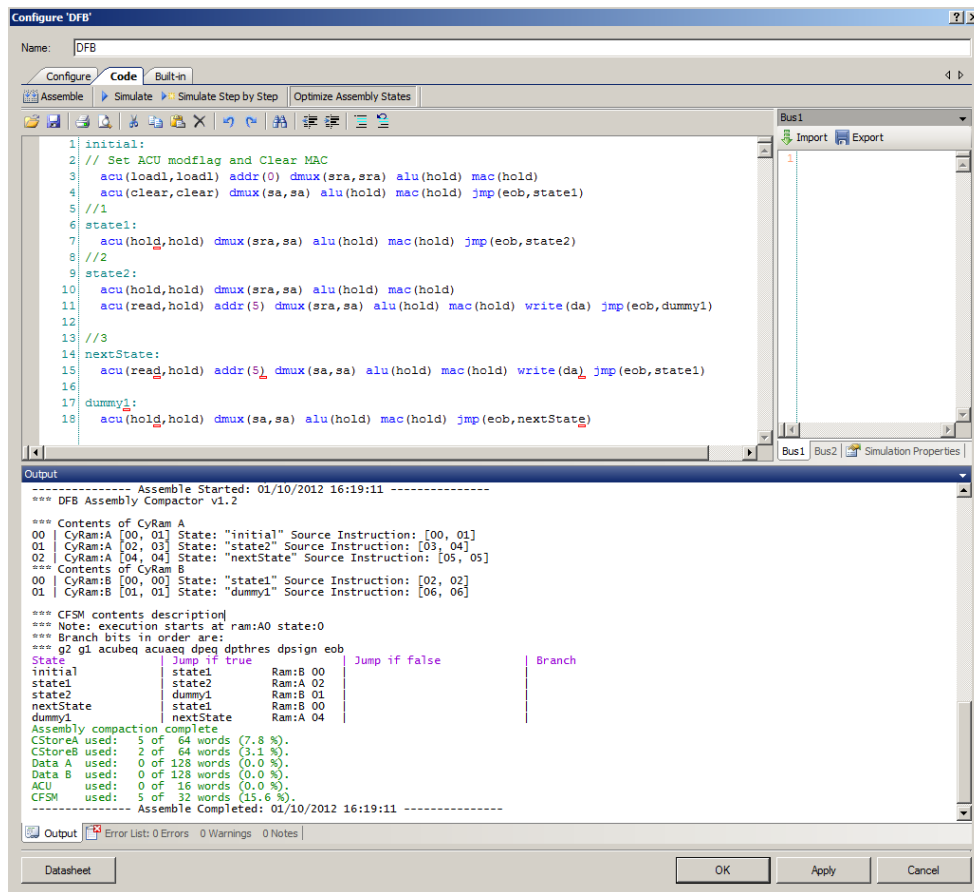 Configure 'DFB'
Name: DFB
Configure Code Built-in
Assemble Simulate Simulate Step by Step Optimize Assembly States
Bus1
Import Export
1
1 initial:
2 // Set ACU modflag and Clear MAC
3 acu(loadl,loadl) addr(0) dmux(sra,sra) alu(hold) mac(hold)
4 acu(clear,clear) dmux(sa,sa) alu(hold) mac(hold) jmp(eob,state1)
5 //1
6 state1:
7 acu(hold,hold) dmux(sra,sa) alu(hold) mac(hold) jmp(eob,state2)
8 //2
9 state2:
10 acu(hold,hold) dmux(sra,sa) alu(hold) mac(hold)
11 acu(read,hold) addr(5) dmux(sra,sa) alu(hold) mac(hold) write(da) jmp(eob,dummy1)
12
13 //3
14 nextState:
15 acu(read,hold) addr(5) dmux(sa,sa) alu(hold) mac(hold) write(da) jmp(eob,state1)
16
17 dummy1:
18 acu(hold,hold) dmux(sa,sa) alu(hold) mac(hold) jmp(eob,nextState)
Bus1 Bus2 Simulation Properties
Output
--------------- Assemble Started: 01/10/2012 16:19:11 ---------------
*** DFB Assembly Compactor v1.2
*** Contents of CyRam A
00 | CyRam:A [00, 01] State: "initial" Source Instruction: [00, 01]
01 | CyRam:A [02, 03] State: "state2" Source Instruction: [03, 04]
02 | CyRam:A [04, 04] State: "nextState" Source Instruction: [05, 05]
*** Contents of CyRam B
00 | CyRam:B [00, 00] State: "state1" Source Instruction: [02, 02]
01 | CyRam:B [01, 01] State: "dummy1" Source Instruction: [06, 06]
*** CFSM contents description
*** Note: execution starts at ram:A0 state:0
*** Branch bits in order are:
*** g2 g1 acubeq acuaeq dpeq dpthres dpsign eob
State | Jump if true | Jump if false | Branch
initial | state1 Ram:B 00 | |
state1 | state2 Ram:A 02 | |
state2 | dummy1 Ram:B 01 | |
nextState | state1 Ram:B 00 | |
dummy1 | nextState Ram:A 04 | |
Assembly compaction complete
CStoreA used: 5 of 64 words (7.8 %).
CStoreB used: 2 of 64 words (3.1 %).
Data A used: 0 of 128 words (0.0 %).
Data B used: 0 of 128 words (0.0 %).
ACU used: 0 of 16 words (0.0 %).
CFSM used: 5 of 32 words (15.6 %).
--------------- Assemble Completed: 01/10/2012 16:19:11 ---------------
Output Error List: 0 Errors 0 Warnings 0 Notes
Datasheet OK Apply Cancel